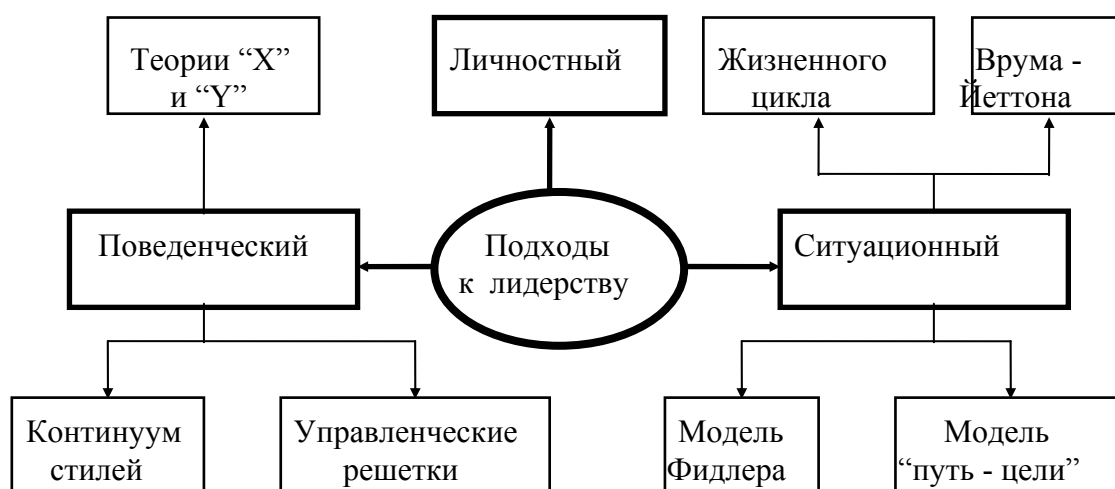 Теории “X”
и “Y”
Личностный
Жизненного
цикла
Врума -
Йеттона
Поведенческий
Подходы
к лидерству
Ситуационный
Континуум
стилей
Управленческие
решетки
Модель
Фидлера
Модель
“путь - цели”